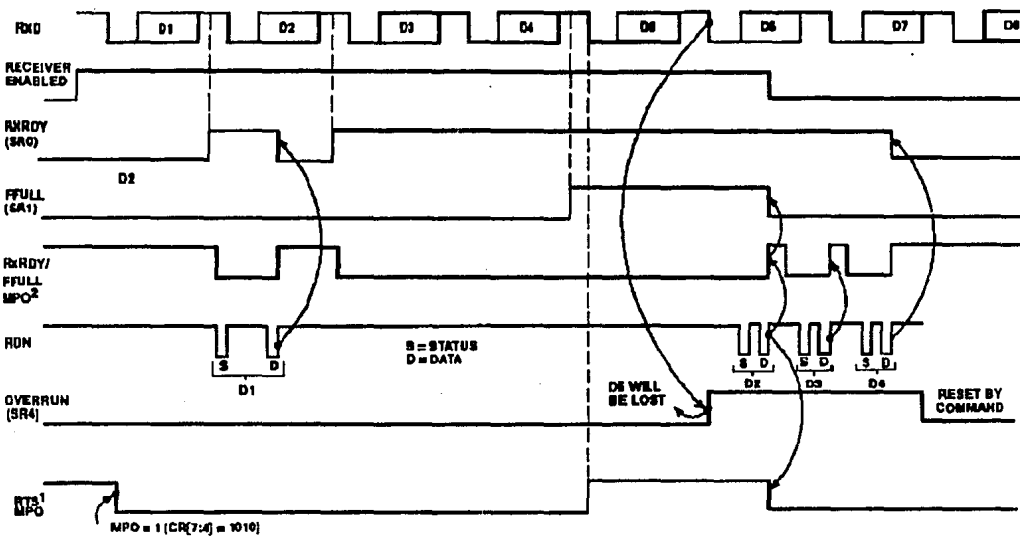 RXD
D1
D2
D3
D4
D5
D6
D7
D8
RECEIVER
ENABLED
RXRDY
(SR0)
D2
FFULL
(SR1)
RxRDY/
FFULL
MPO2
RDN
S
D
D1
S = STATUS
D = DATA
S
D
D2
S
D
D3
S
D
D4
OVERRUN
(SR4)
D5 WILL
BE LOST
RESET BY
COMMAND
RTS1
MPO
MPO = 1 (CR[7:4] = 1010)